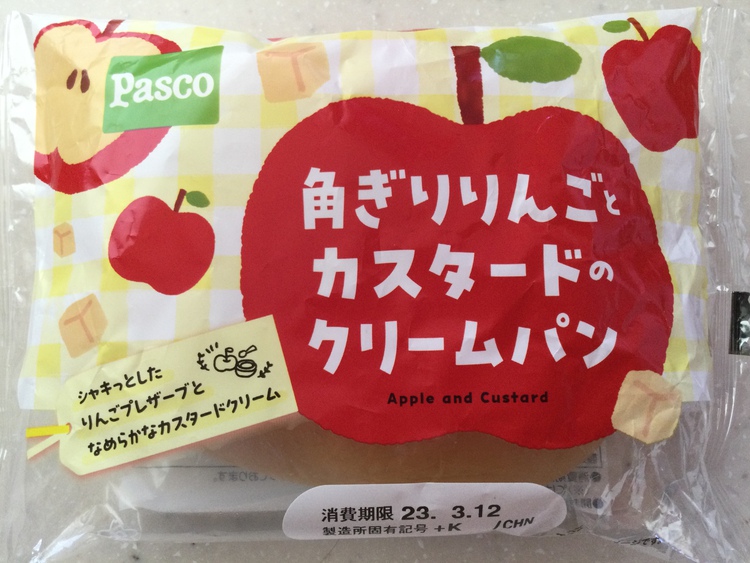 Pasco
角ぎりりんごと
カスタードの
クリームパン
Apple and Custard
シャキっとした
りんごプレザーブと
なめらかなカスタードクリーム
消費期限 23. 3.12
製造所固有記号 +K /CHN